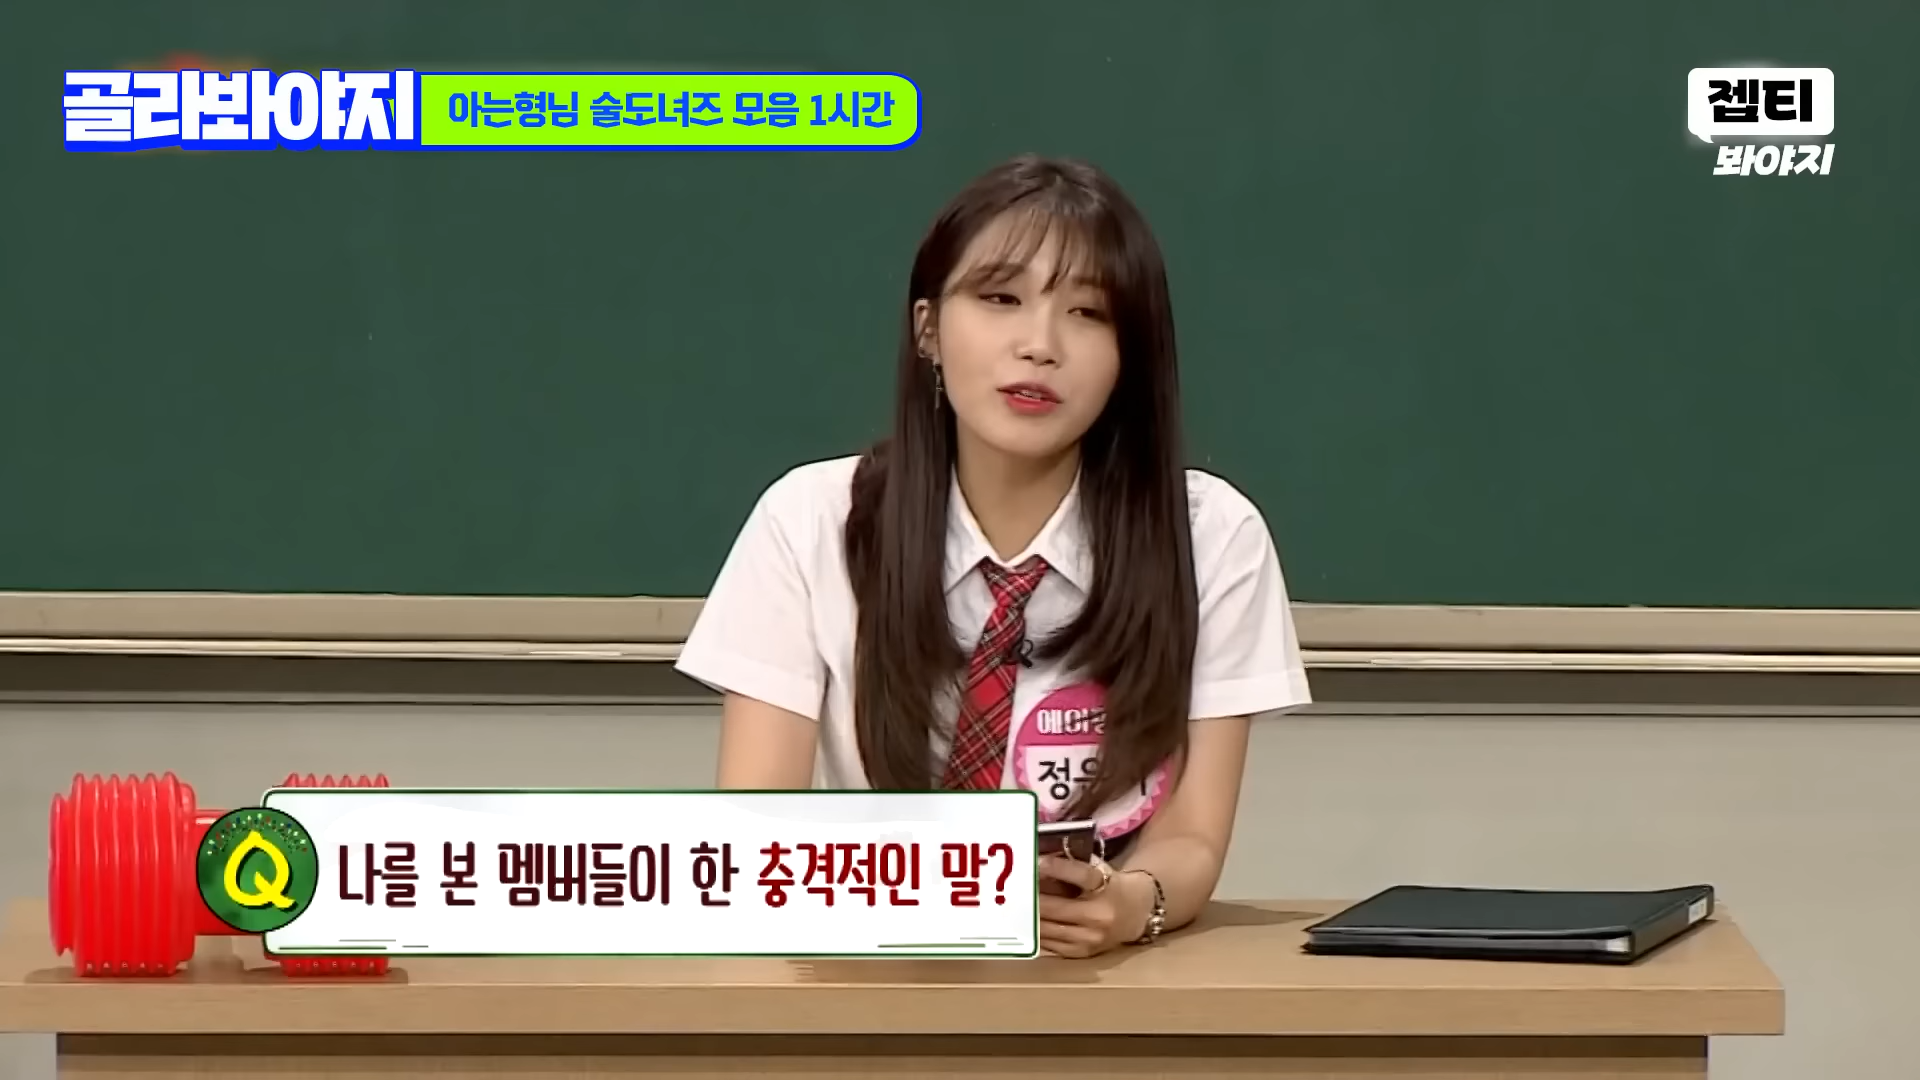 골라봐야지 아는형님 술도녀즈 모음 1시간
젭티
봐야지
Q 나를 본 멤버들이 한 충격적인 말?